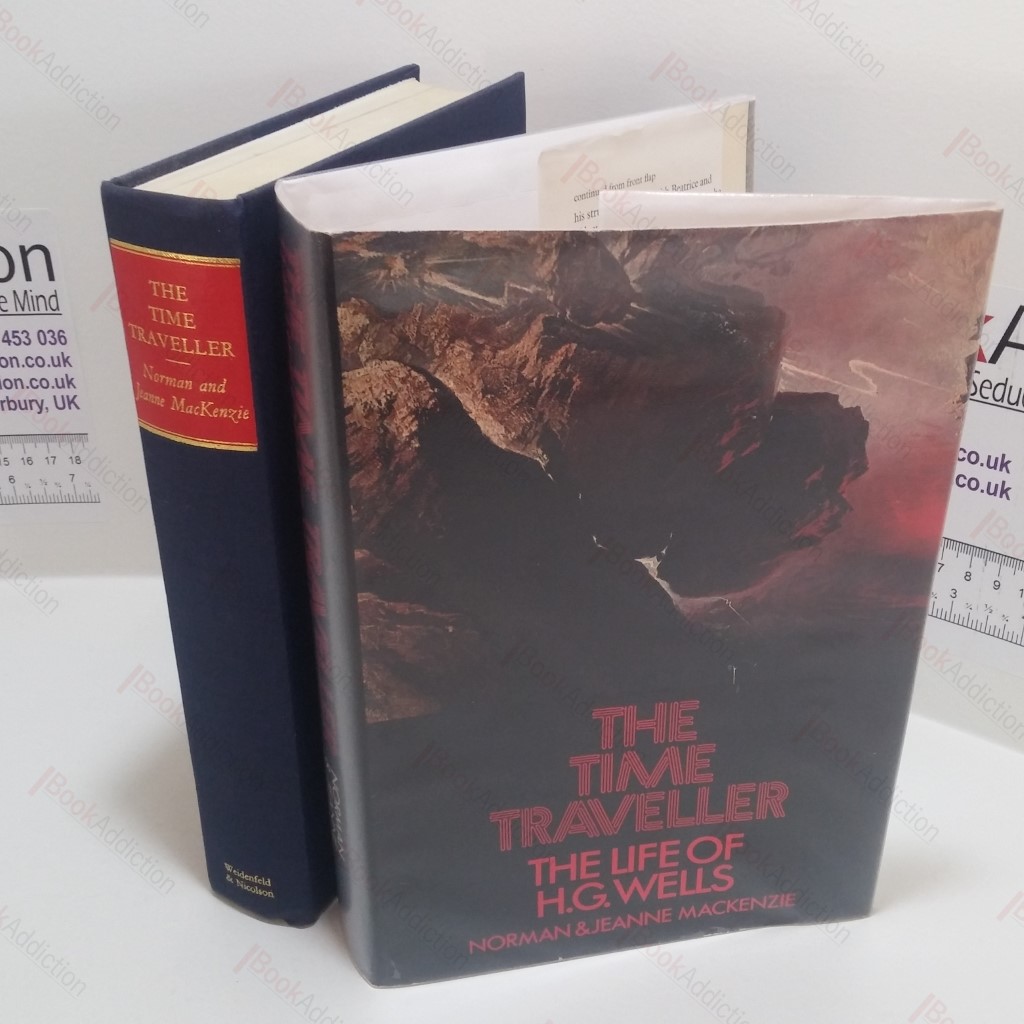 THE
TIME
TRAVELLER
Norman and
Jeanne MacKenzie
Weidenfeld
& Nicolson
continued from front flap
Beatrice and
his
THE
TIME
TRAVELLER
THE LIFE OF
H.G. WELLS
NORMAN & JEANNE MACKENZIE
NORMAN
on
e Mind
453 036
on.co.uk
ion.co.uk
rbury, UK
15 16 17 18
6 7
A
Seduc
co.uk
co.uk
7 8 9 1
3
BookAddiction